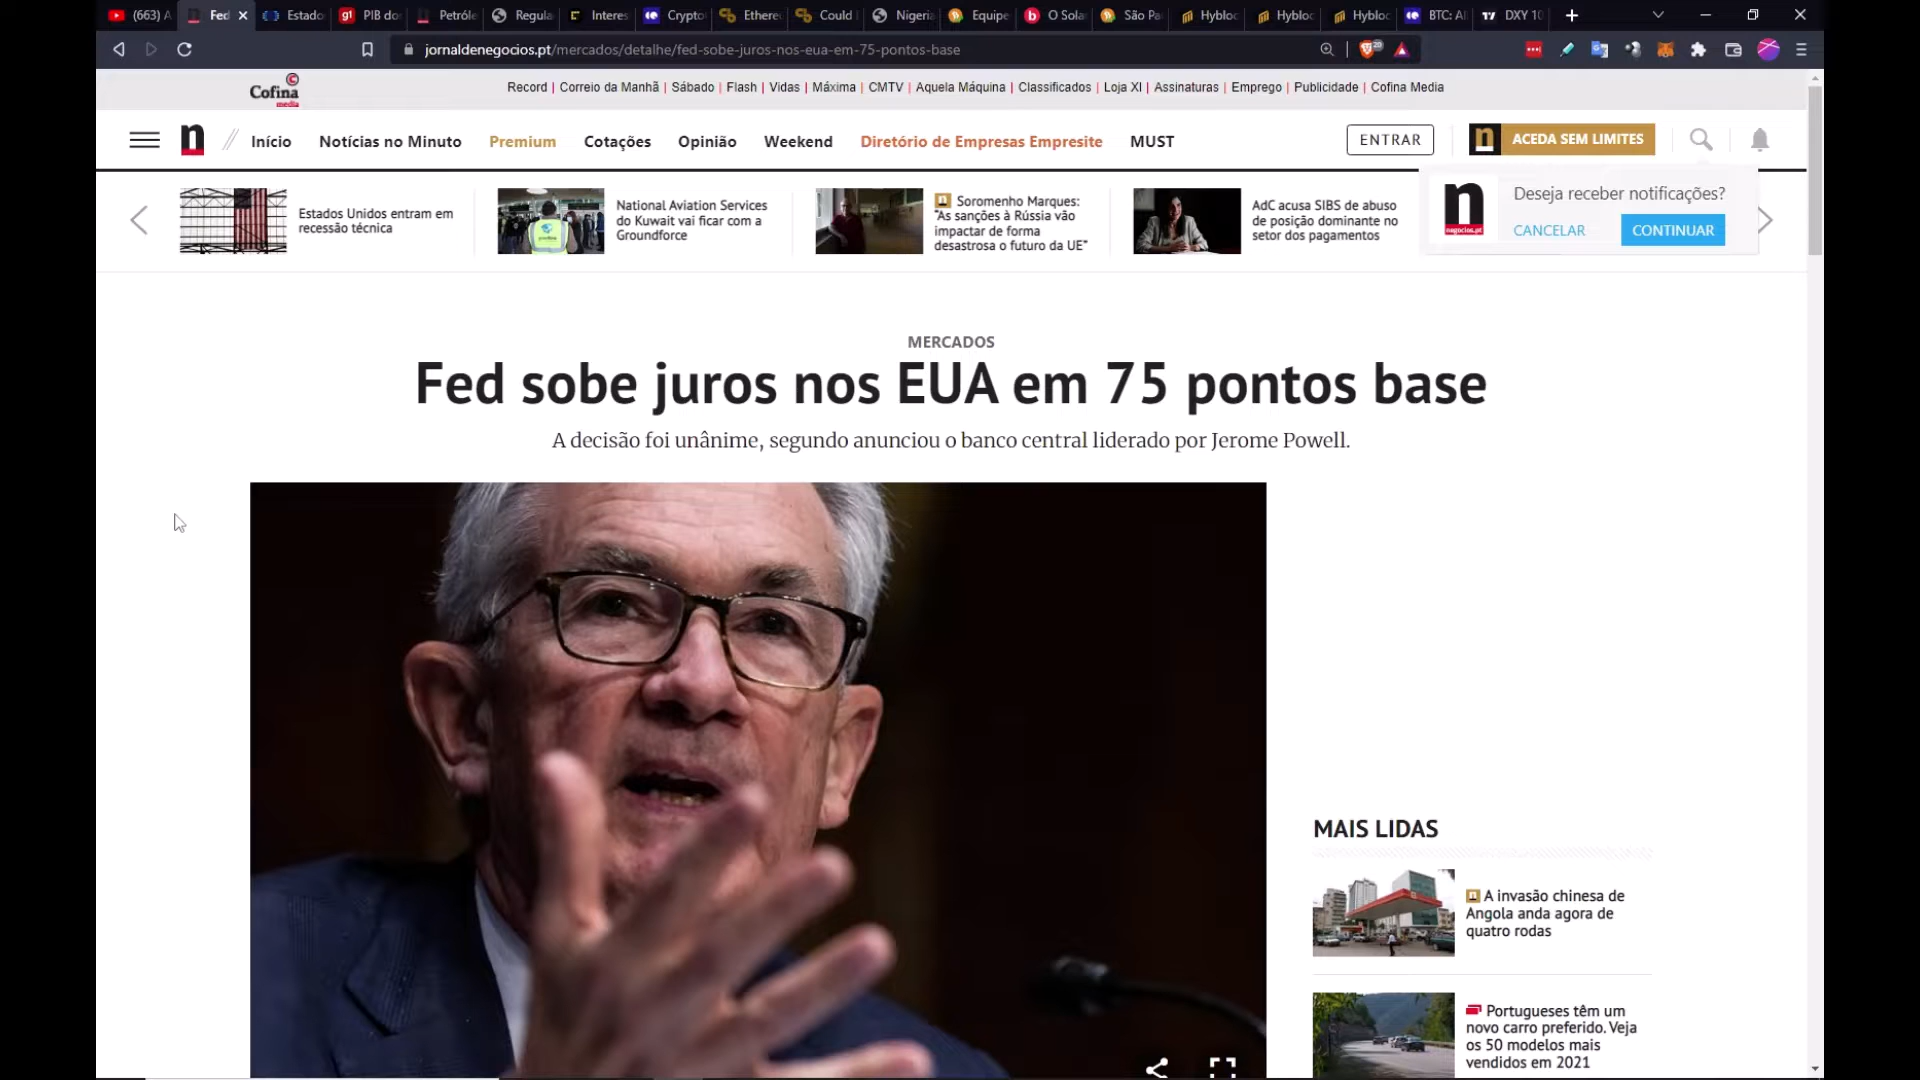 (663) A
Fed
Estado
g1
PIB do
Petróle
Regula
Interes
Crypto
Ethere
Could
Nigeria
Equipe
O Sola
São Pa
Hybloc
Hybloc
Hybloc
BTC: Al
DXY 10
jornaldenegocios.pt/mercados/detalhe/fed-sobe-juros-nos-eua-em-75-pontos-base
Cofina
media
Record | Correio da Manhã | Sábado | Flash | Vidas | Máxima | CMTV | Aquela Máquina | Classificados | Loja XI | Assinaturas | Emprego | Publicidade | Cofina Media
n // Início Notícias no Minuto Premium Cotações Opinião Weekend Diretório de Empresas Empresite MUST
ENTRAR
n ACEDA SEM LIMITES
Estados Unidos entram em
recessão técnica
National Aviation Services
do Kuwait vai ficar com a
Groundforce
Soromenho Marques:
“As sanções à Rússia vão
impactar de forma
desastrosa o futuro da UE”
AdC acusa SIBS de abuso
de posição dominante no
setor dos pagamentos
n
negocios.pt
Deseja receber notificações?
CANCELAR
CONTINUAR
MERCADOS
Fed sobe juros nos EUA em 75 pontos base
A decisão foi unânime, segundo anunciou o banco central liderado por Jerome Powell.
MAIS LIDAS
A invasão chinesa de
Angola anda agora de
quatro rodas
Portugueses têm um
novo carro preferido. Veja
os 50 modelos mais
vendidos em 2021